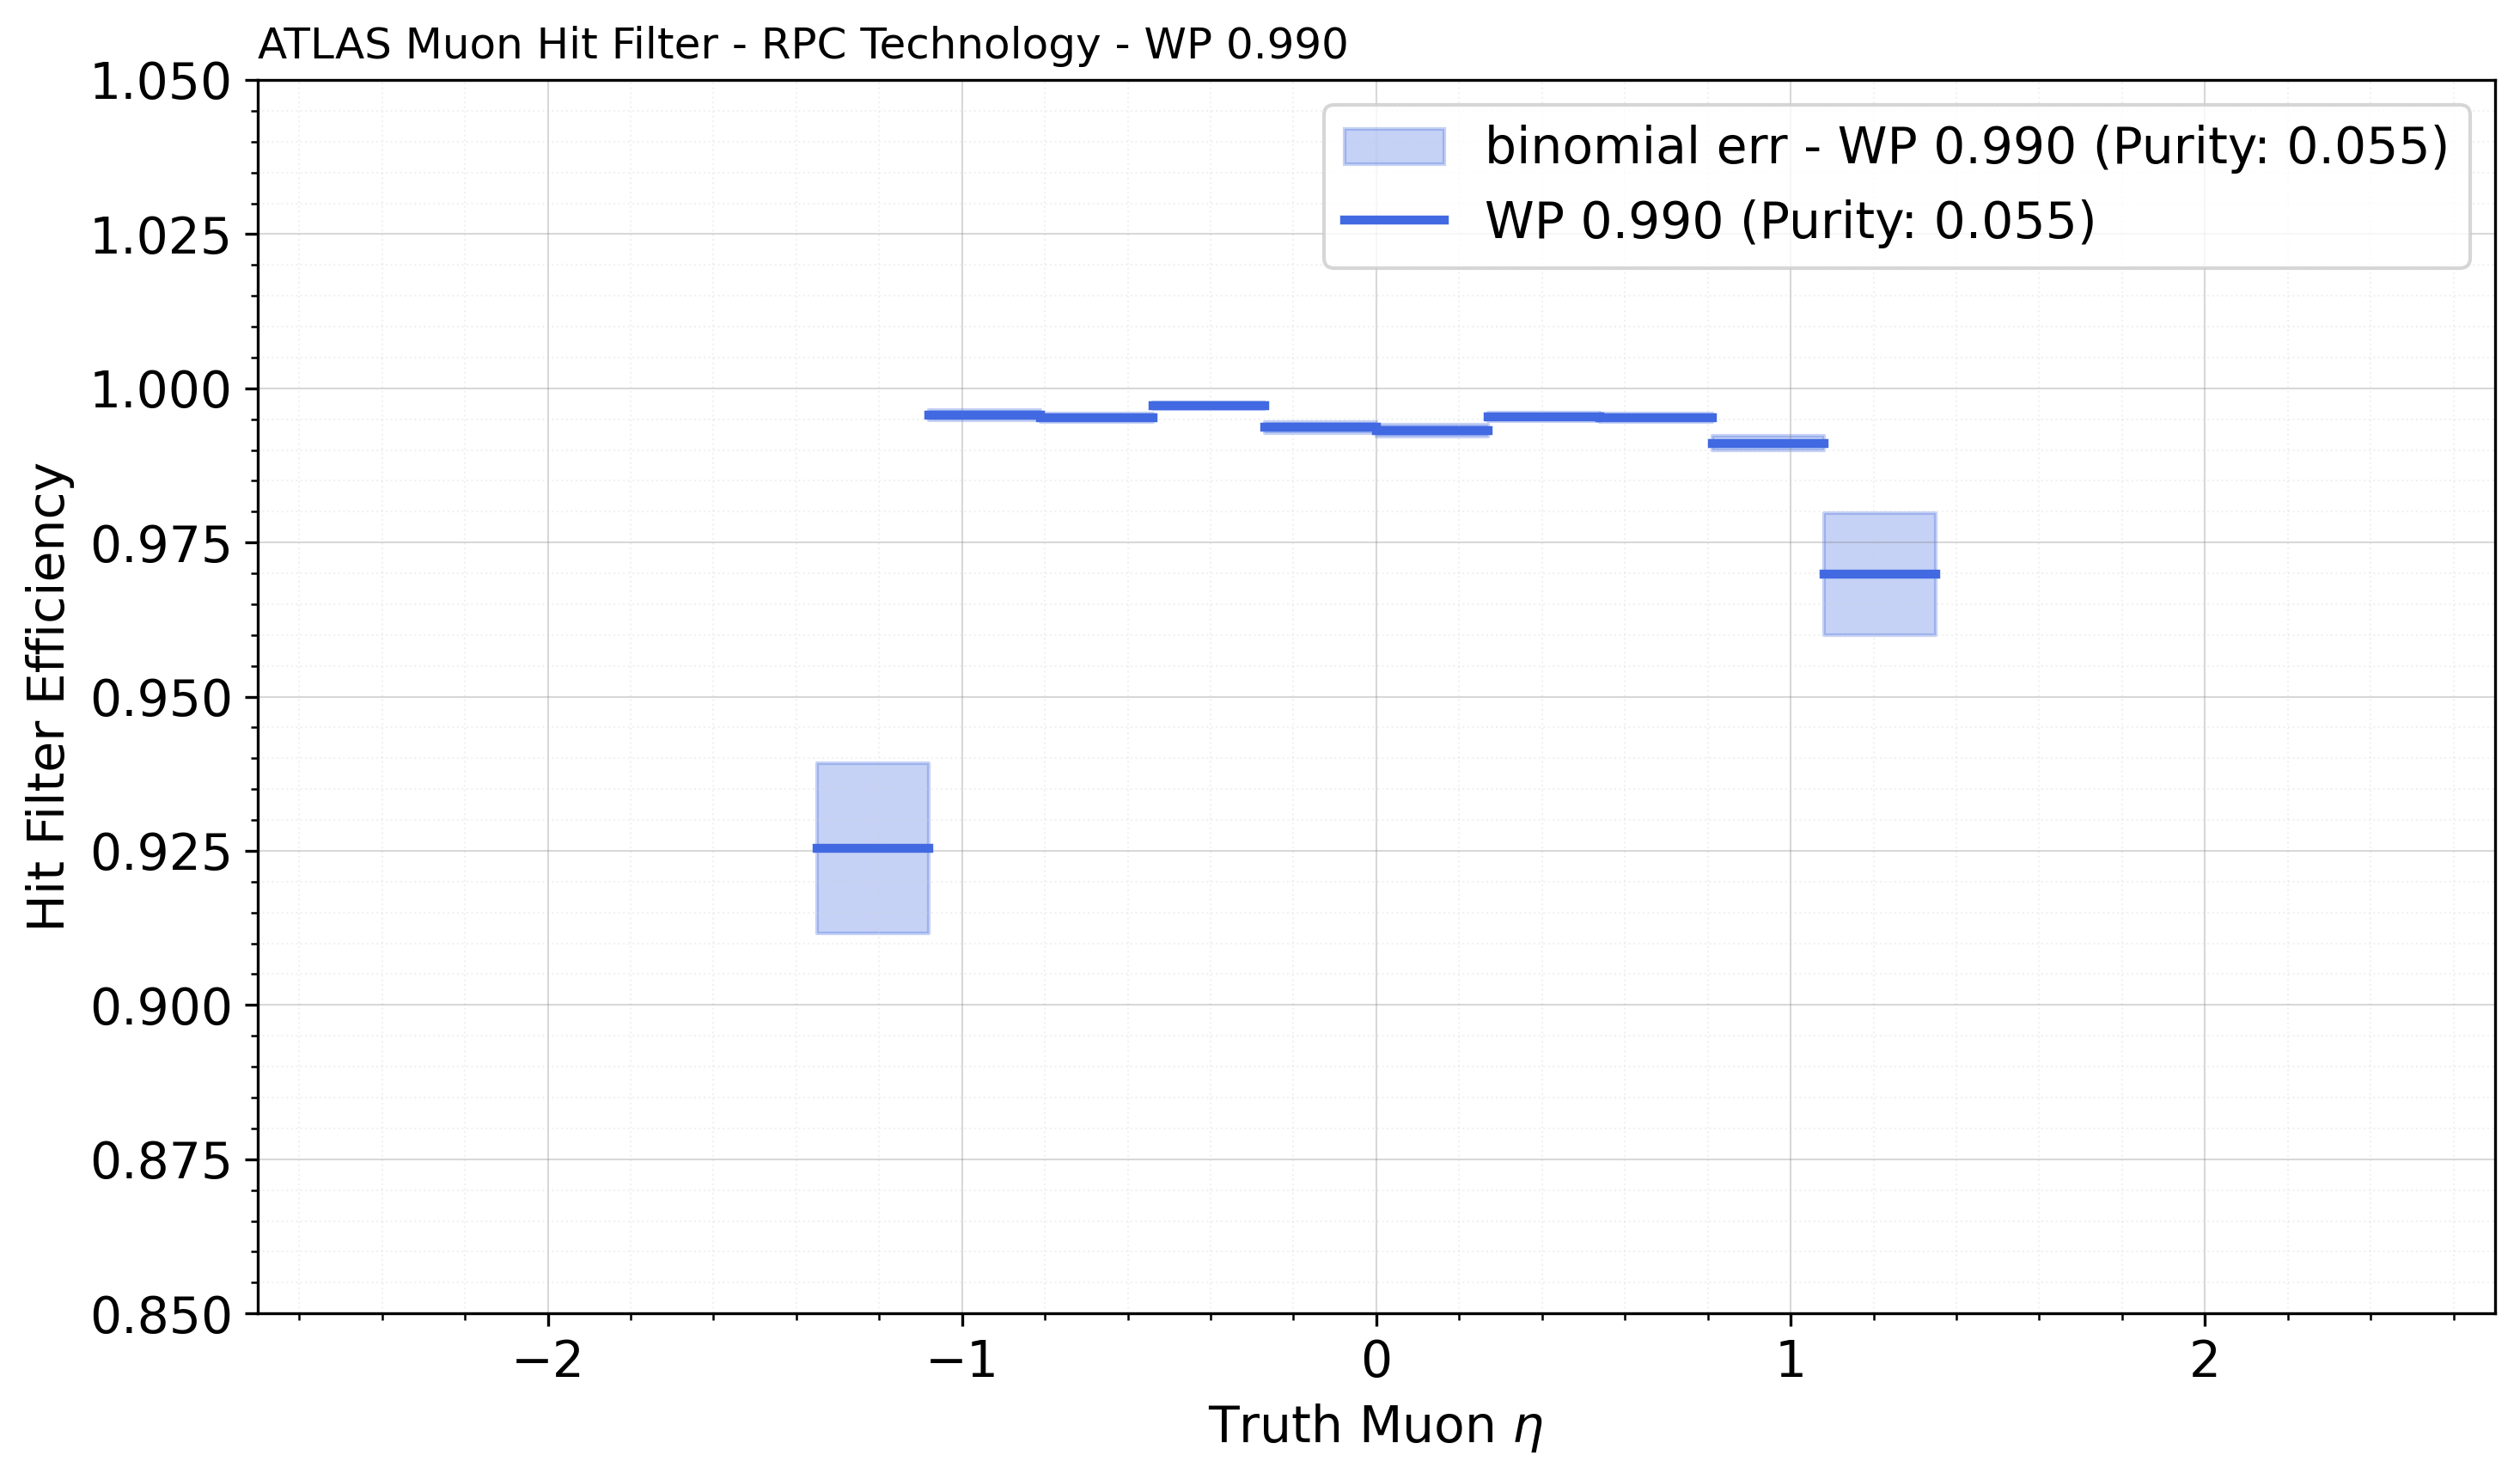 ATLAS Muon Hit Filter - RPC Technology - WP 0.990
1.050
1.025
1.000
0.975
0.950
0.925
0.900
0.875
0.850
Hit Filter Efficiency
binomial err - WP 0.990 (Purity: 0.055)
WP 0.990 (Purity: 0.055)
−2
−1
0
1
2
Truth Muon η